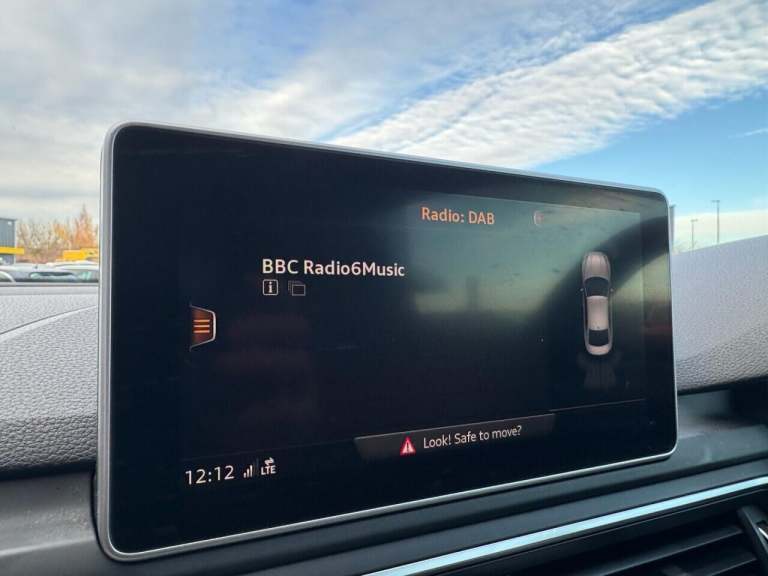 Radio: DAB
BBC Radio6Music
i
Look! Safe to move?
12:12 LTE